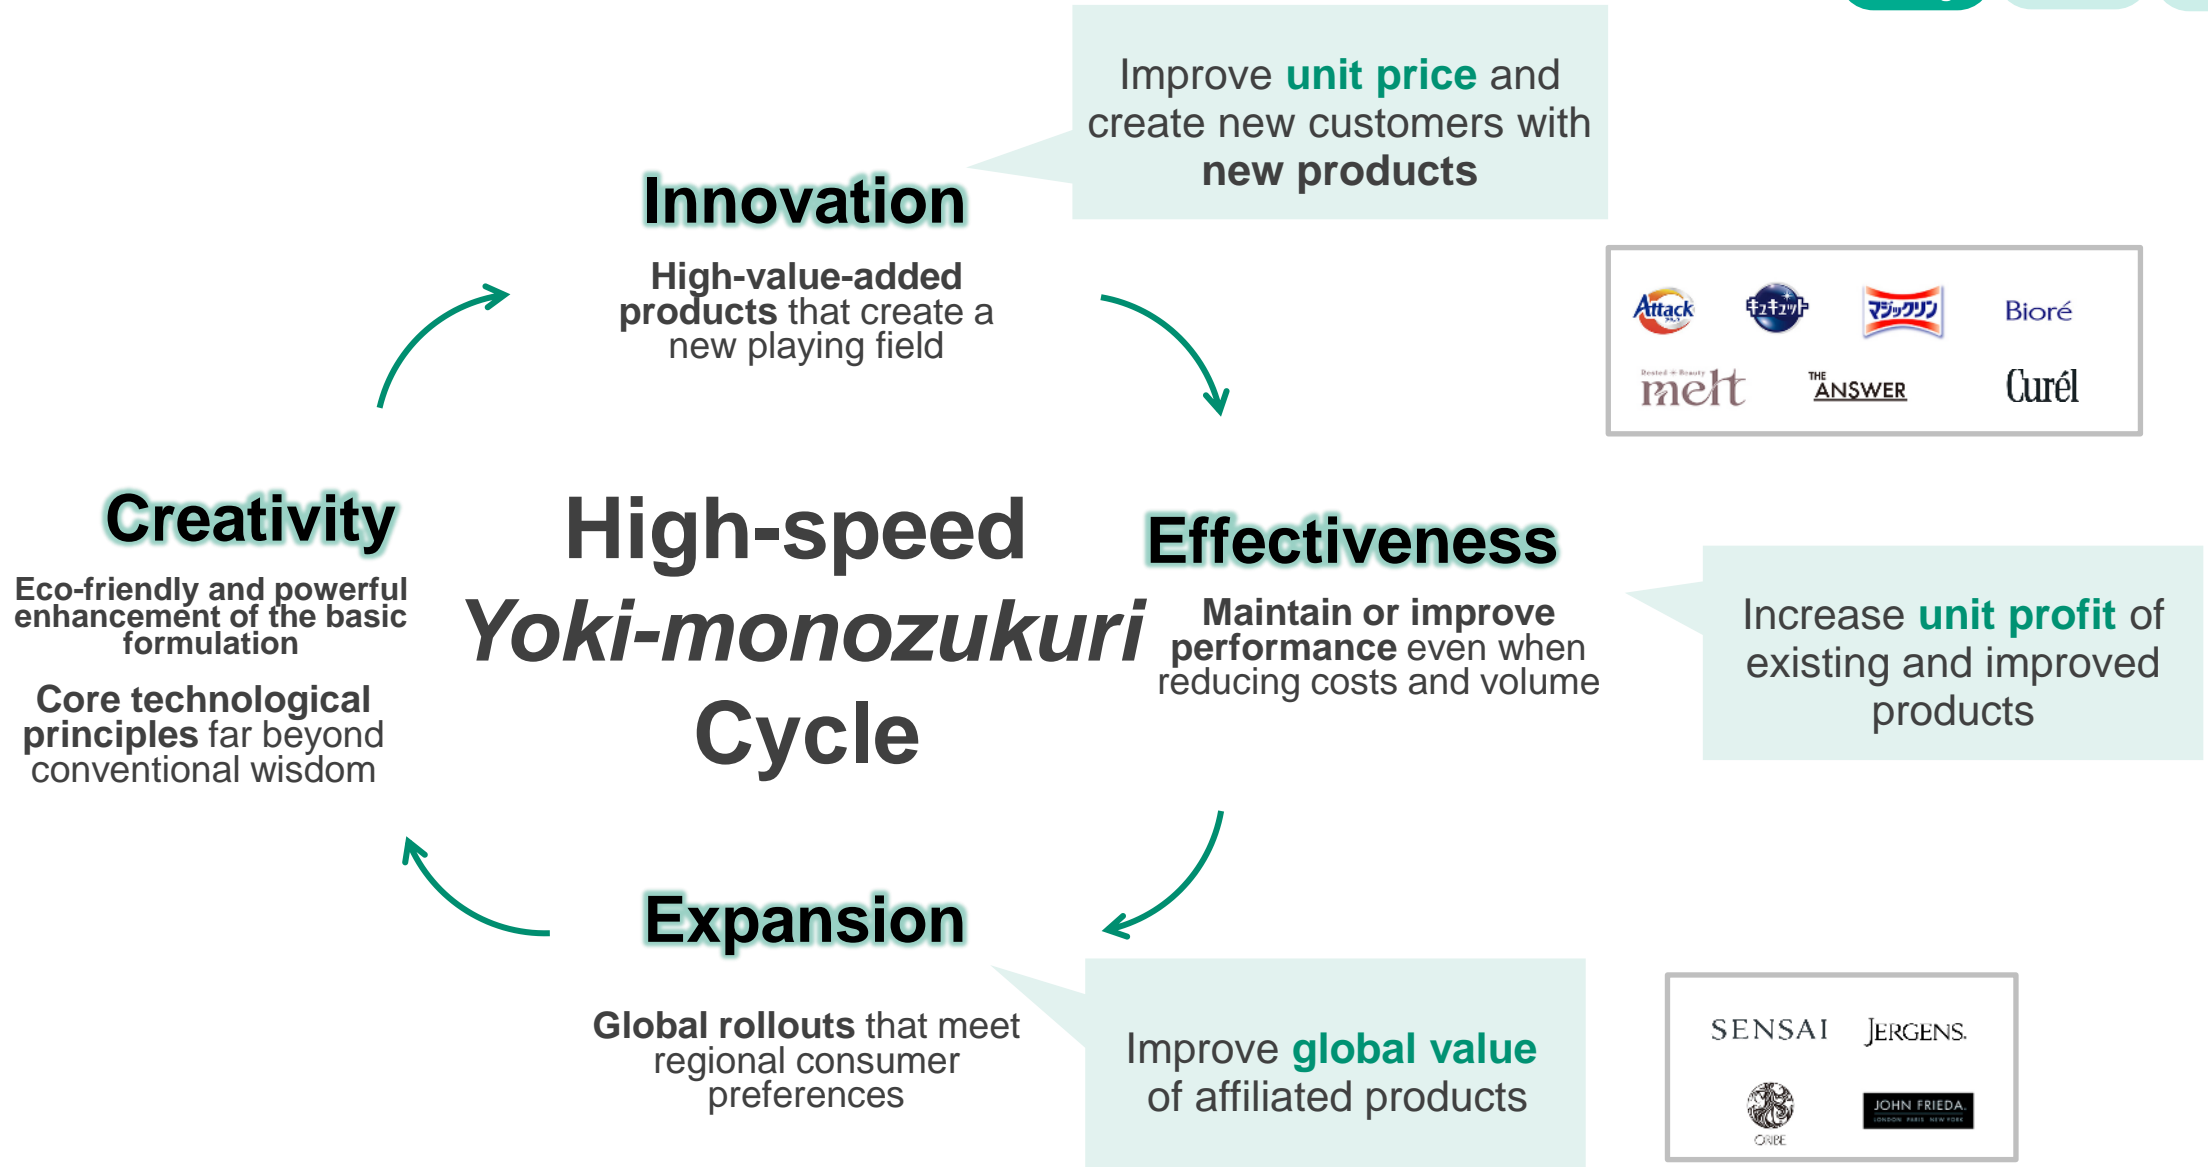 Improve unit price and
create new customers with
new products
Innovation
High-value-added
products that create a
new playing field
Attack
キュキュット
マジックリン
Bioré
melt
THE
ANSWER
Curél
Creativity
Eco-friendly and powerful
enhancement of the basic
formulation
Core technological
principles far beyond
conventional wisdom
High-speed
Yoki-monozukuri
Cycle
Effectiveness
Maintain or improve
performance even when
reducing costs and volume
Increase unit profit of
existing and improved
products
Expansion
Global rollouts that meet
regional consumer
preferences
Improve global value
of affiliated products
SENSAI
JERGENS.
ORIBE
JOHN FRIEDA.
LONDON PARIS NEW YORK